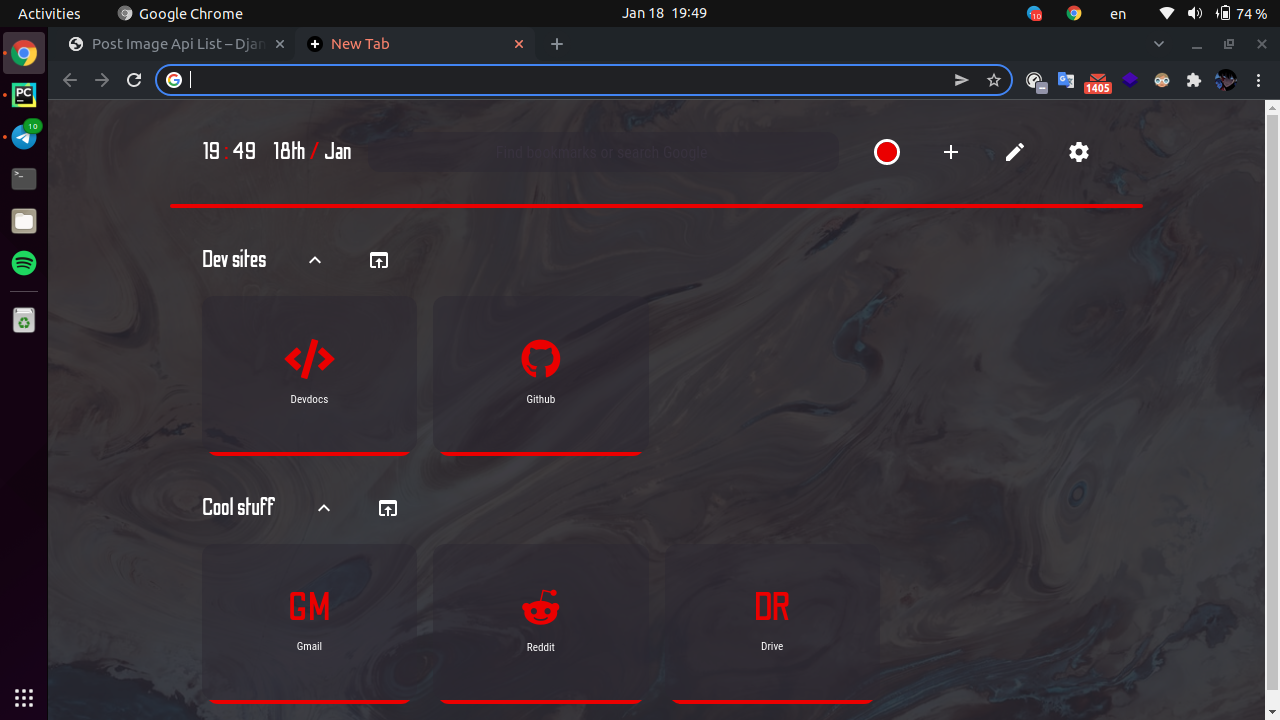 Activities
Google Chrome
Jan 18 19:49
10
en
74 %
Post Image Api List – Djan
New Tab
PC
10
1405
19 : 49 18th / Jan
Find bookmarks or search Google
Dev sites
Devdocs
Github
Cool stuff
GM
DR
Gmail
Reddit
Drive